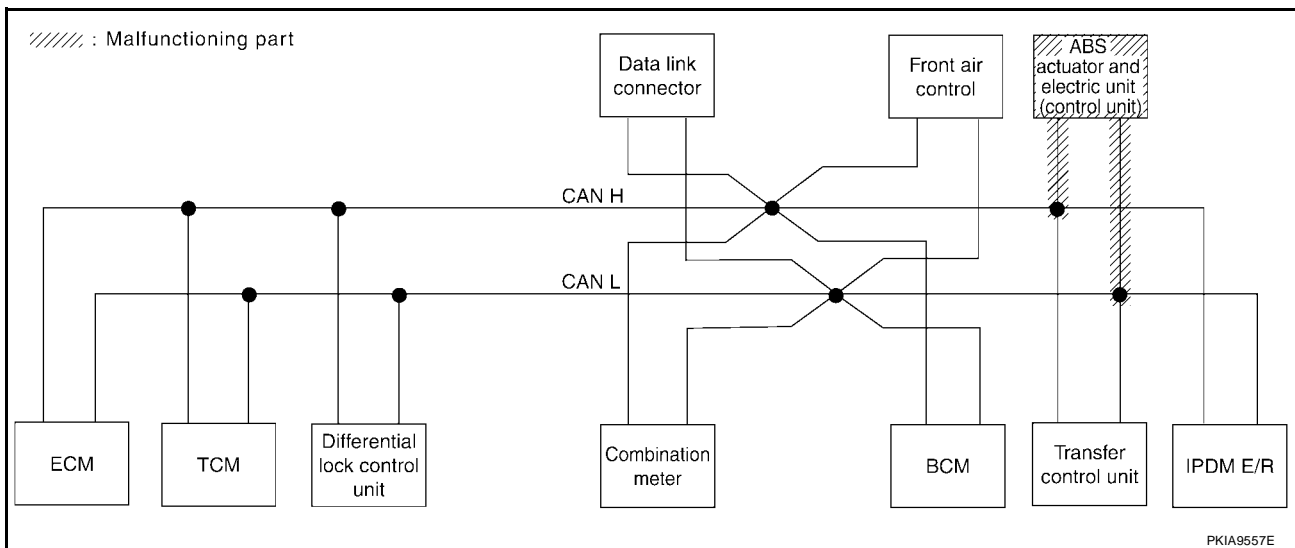 : Malfunctioning part
Data link
connector
Front air
control
ABS
actuator and
electric unit
(control unit)
CAN H
CAN L
ECM
TCM
Differential
lock control
unit
Combination
meter
BCM
Transfer
control unit
IPDM E/R
PKIA9557E